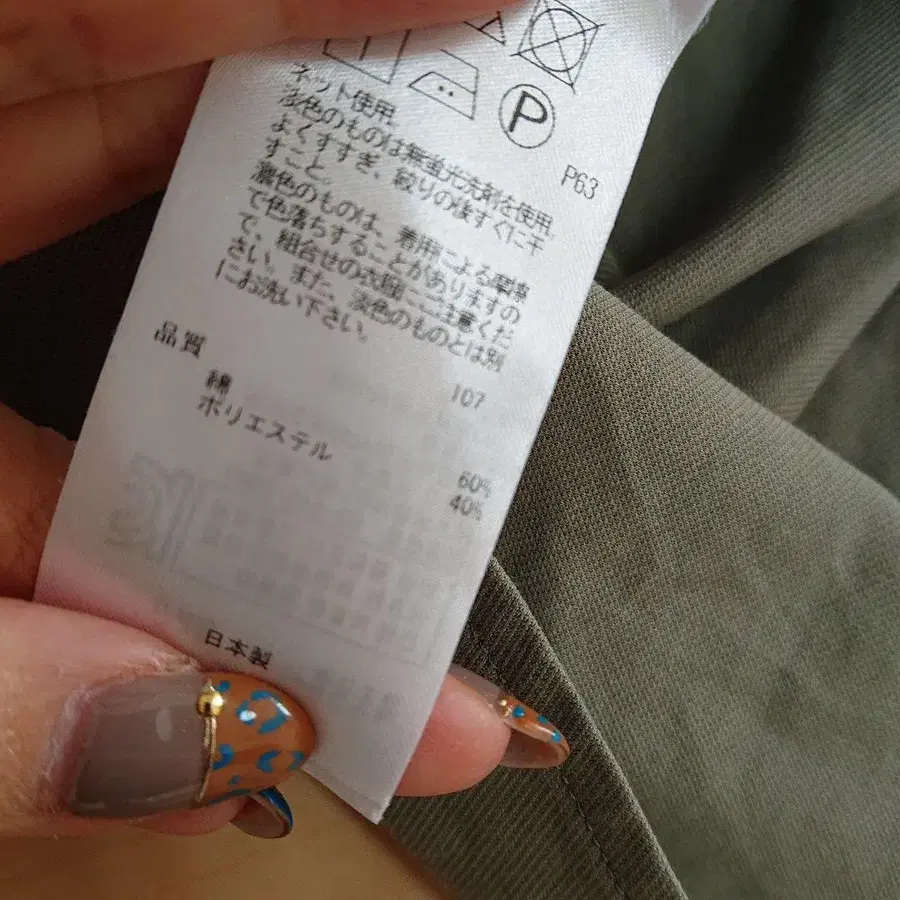 P
P63
ネット使用
淡色のものは無蛍光洗剤を使用
よくすすぎ、絞りの後すぐに干
すこと
濃色のものは、着用による摩擦
で色落ちすることがありますの
で、組合せの衣服にご注意くだ
さい。また、淡色のものとは別
にお洗い下さい。
107
品質
綿 60%
ポリエステル 40%
日本製